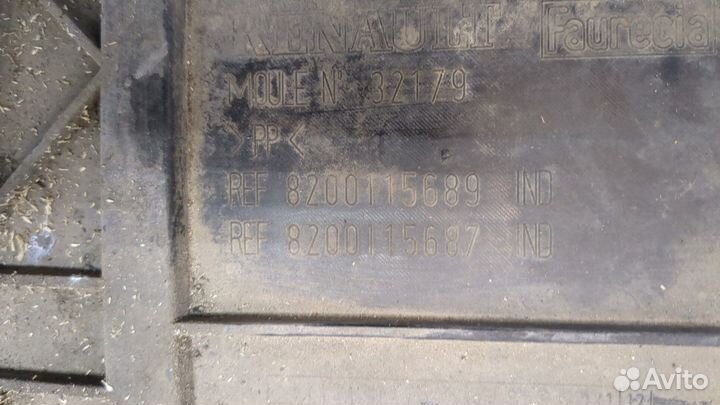 RENAULT Faurecia
MOULE N° 32179
>PP<
REF 8200115689 IND
REF 8200115687 IND
Avito